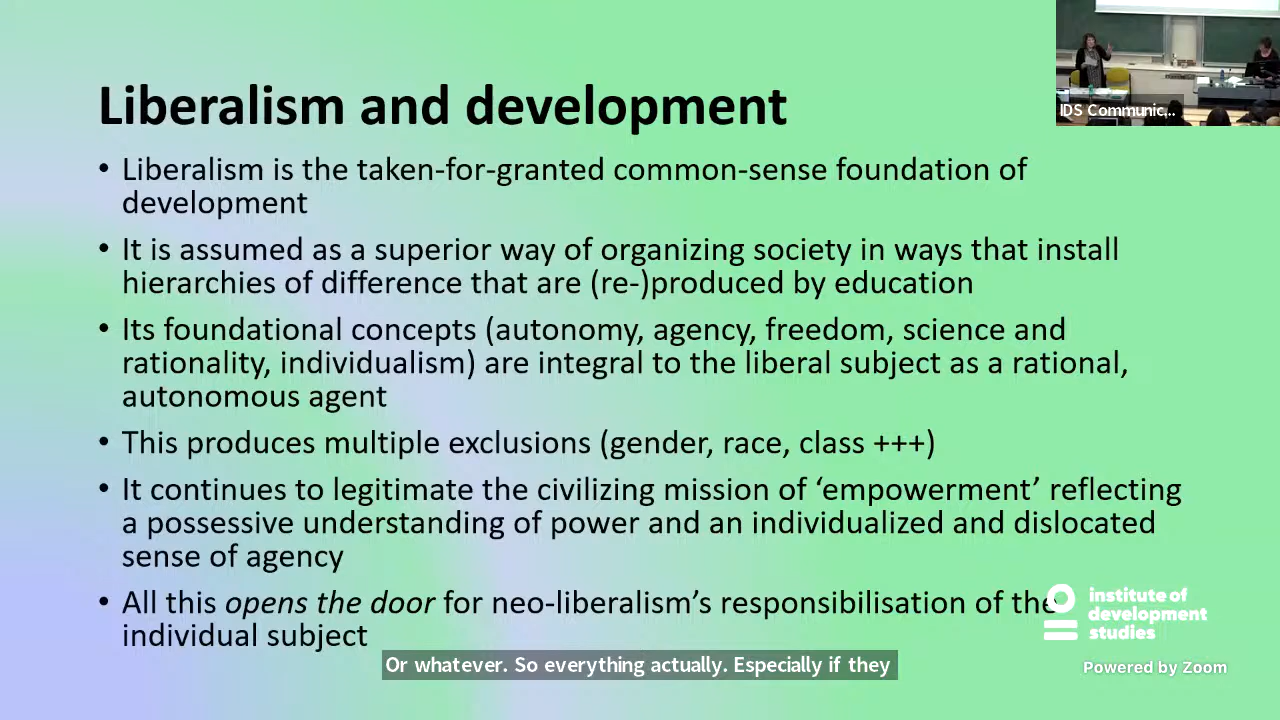 Liberalism and development
• Liberalism is the taken-for-granted common-sense foundation of
development
• It is assumed as a superior way of organizing society in ways that install
hierarchies of difference that are (re-)produced by education
• Its foundational concepts (autonomy, agency, freedom, science and
rationality, individualism) are integral to the liberal subject as a rational,
autonomous agent
• This produces multiple exclusions (gender, race, class +++)
• It continues to legitimate the civilizing mission of ‘empowerment’ reflecting
a possessive understanding of power and an individualized and dislocated
sense of agency
• All this opens the door for neo-liberalism’s responsibilisation of the
individual subject
IDS Communic...
institute of
development
studies
Or whatever. So everything actually. Especially if they
Powered by Zoom